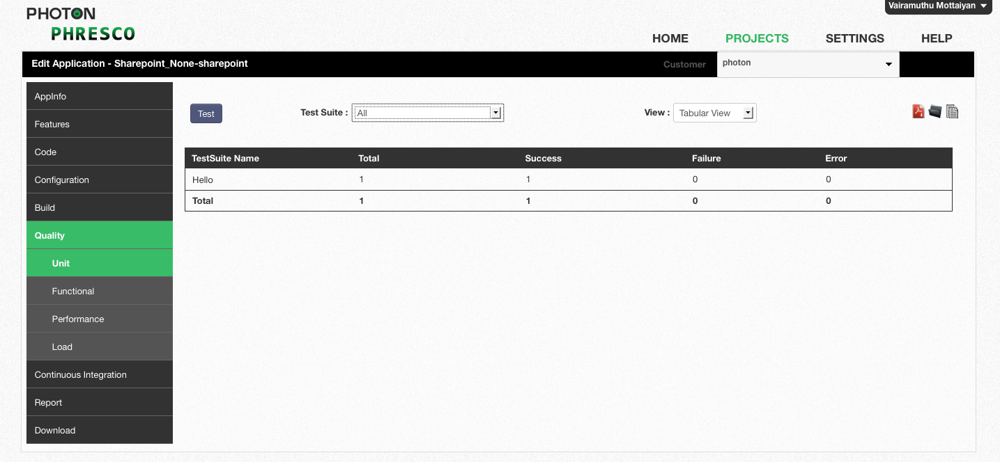 Vairamuthu Mottaiyan
PHOTON
PHRESCO
HOME PROJECTS SETTINGS HELP
Edit Application - Sharepoint_None-sharepoint Customer photon
AppInfo
Features
Code
Configuration
Build
Quality
Unit
Functional
Performance
Load
Continuous Integration
Report
Download
Test Test Suite : All View : Tabular View
TestSuite Name Total Success Failure Error
Hello 1 1 0 0
Total 1 1 0 0